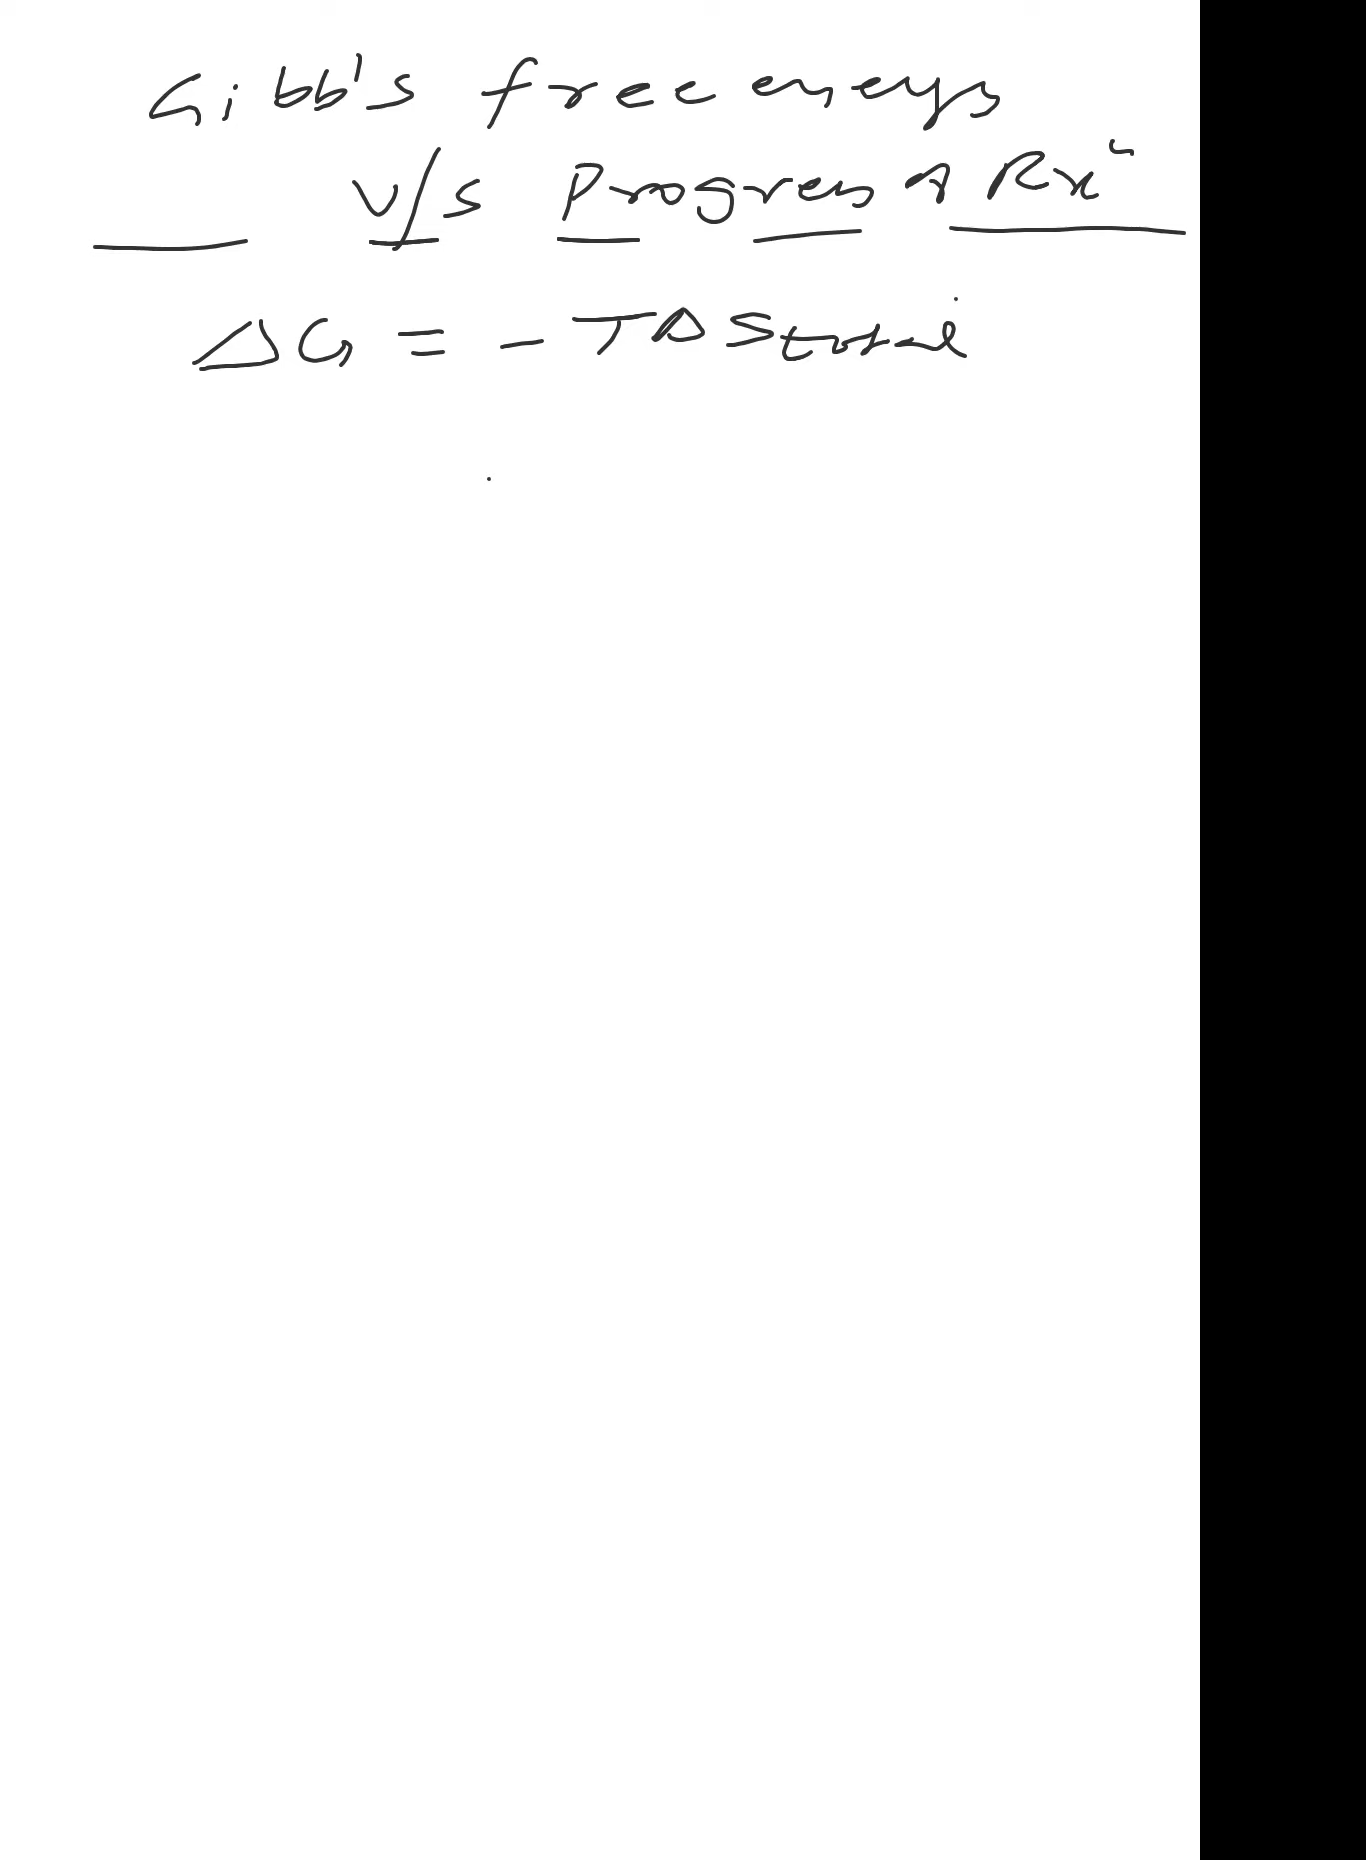 Gibb's free energy
v/s Progress of Rxn
ΔG = - TΔStotal